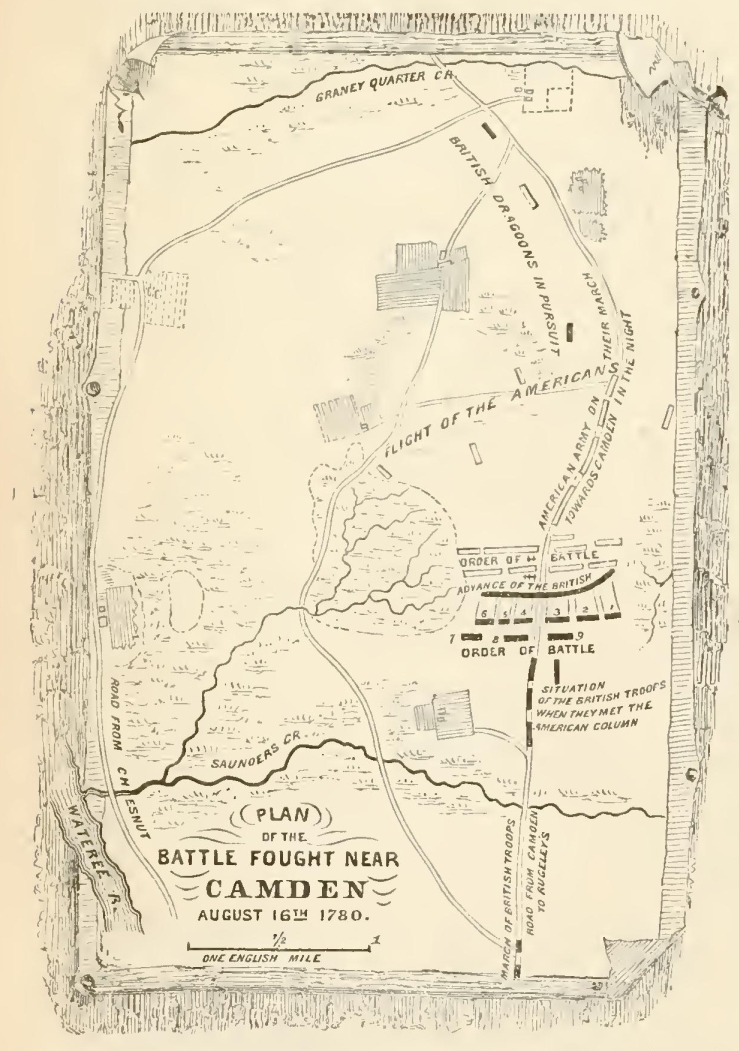 GRANEY QUARTER CR.
BRITISH DRAGOONS IN PURSUIT
FLIGHT OF THE AMERICANS
AMERICAN ARMY ON THEIR MARCH
TOWARDS CAMDEN IN THE NIGHT
ORDER OF BATTLE
ADVANCE OF THE BRITISH
6 5 4 3 2 1
7 8 9
ORDER OF BATTLE
SITUATION
OF THE BRITISH TROOPS
WHEN THEY MET THE
AMERICAN COLUMN
ROAD FROM CHESNUT
SAUNDERS CR.
WATEREE R.
MARCH OF BRITISH TROOPS
ROAD FROM CAMDEN
TO RUGELEYS
PLAN
OF THE
BATTLE FOUGHT NEAR
CAMDEN
AUGUST 16TH 1780.
1/2 1
ONE ENGLISH MILE